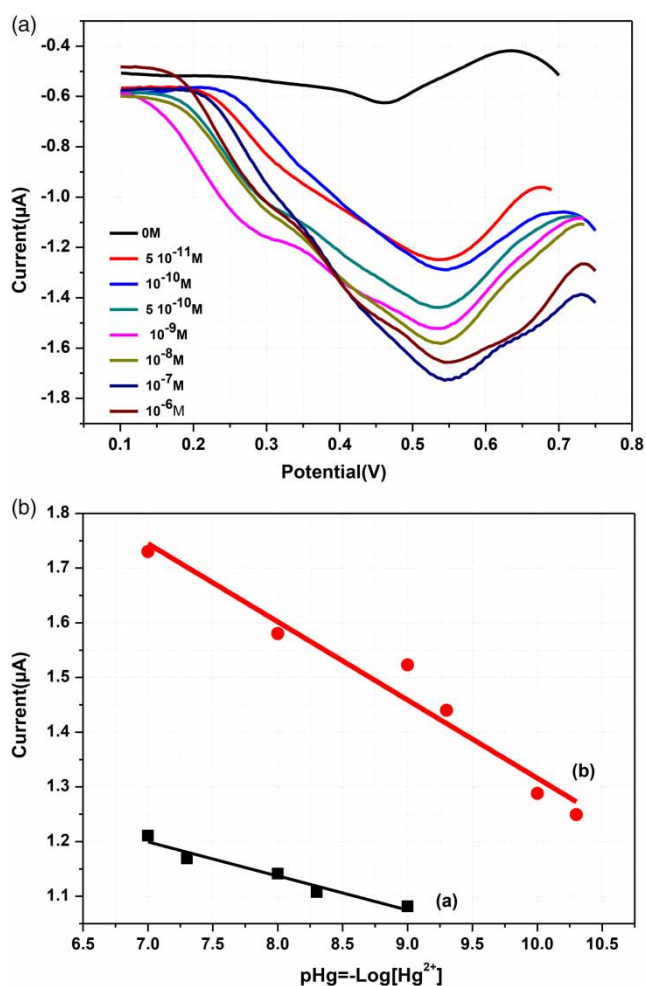 (a)
-0.4
-0.6
-0.8
-1.0
-1.2
-1.4
-1.6
-1.8
Current(µA)
0M
5 10⁻¹¹M
10⁻¹⁰M
5 10⁻¹⁰M
10⁻⁹M
10⁻⁸M
10⁻⁷M
10⁻⁶M
0.1 0.2 0.3 0.4 0.5 0.6 0.7 0.8
Potential(V)
(b)
1.8
1.7
1.6
1.5
1.4
1.3
1.2
1.1
Current(µA)
(b)
(a)
6.5 7.0 7.5 8.0 8.5 9.0 9.5 10.0 10.5
pHg=-Log[Hg²⁺]